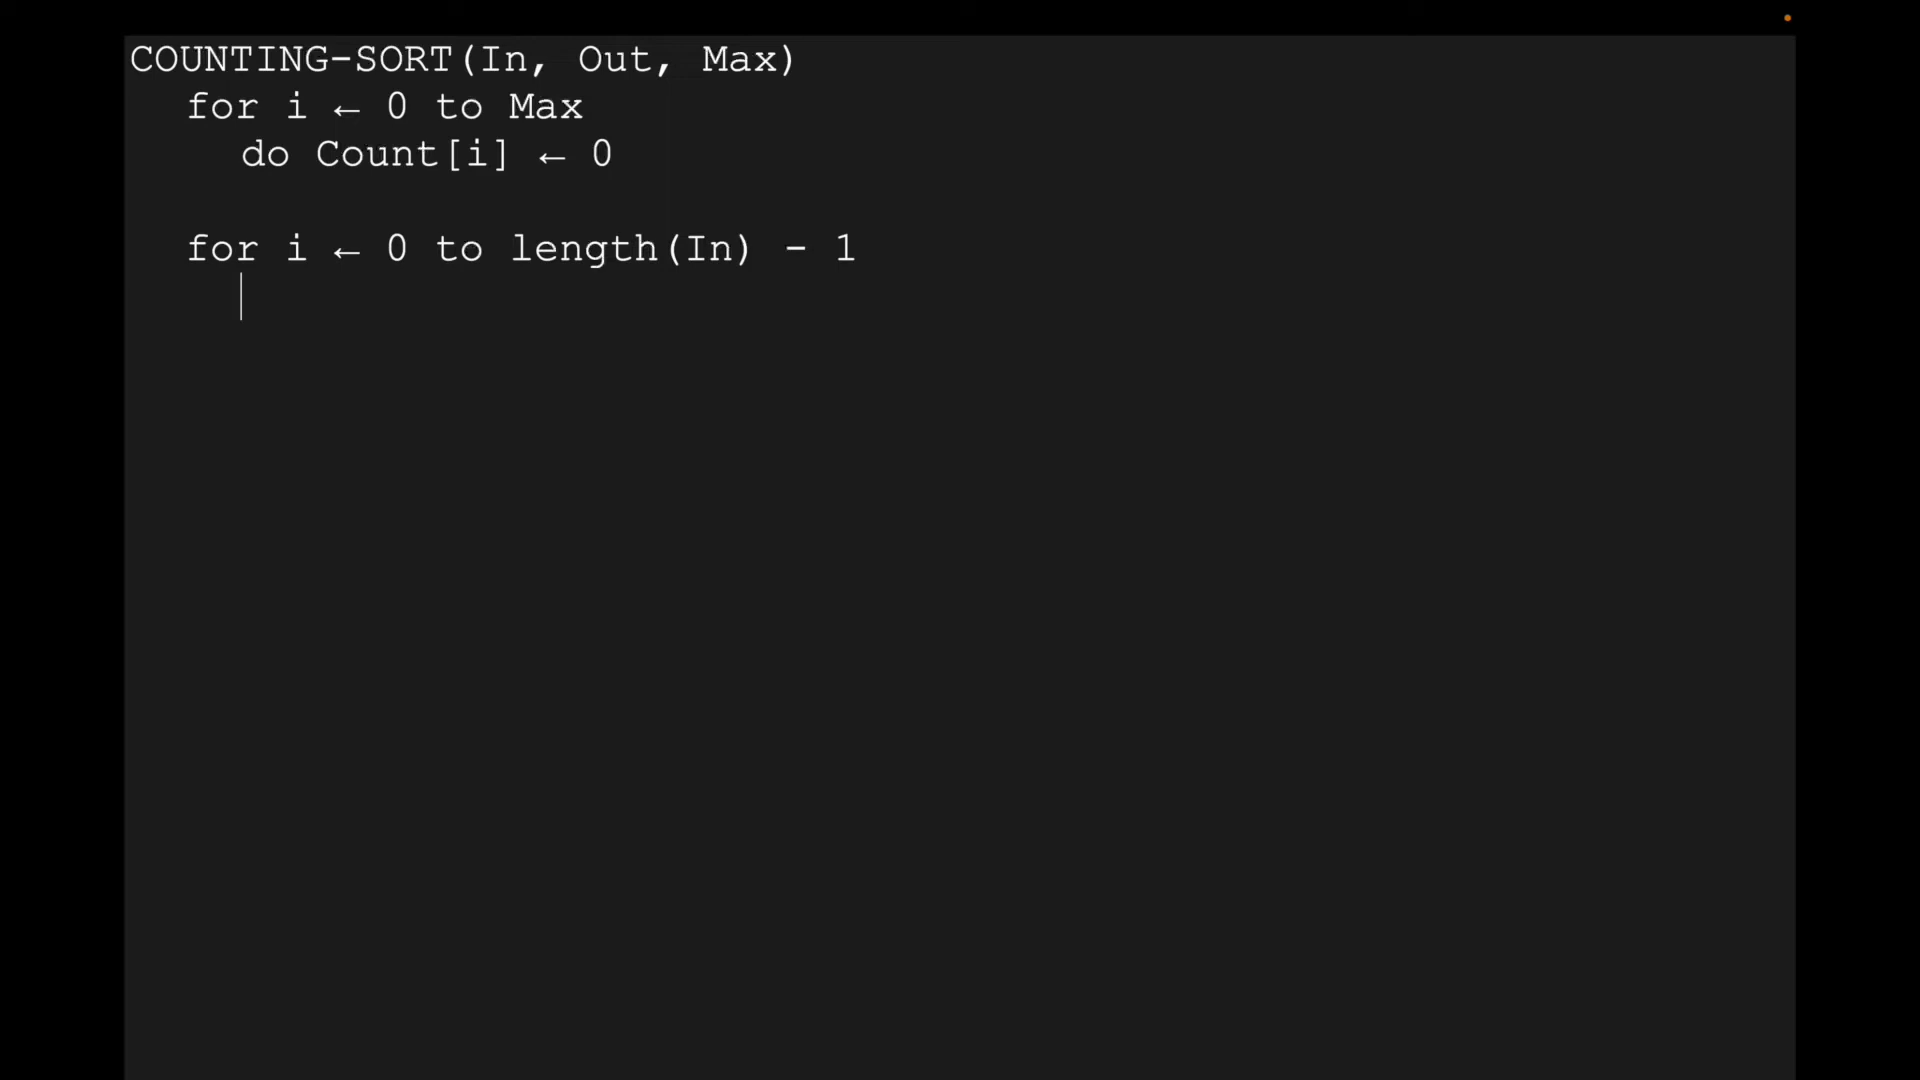 COUNTING-SORT(In, Out, Max)
for i ← 0 to Max
do Count[i] ← 0
for i ← 0 to length(In) - 1